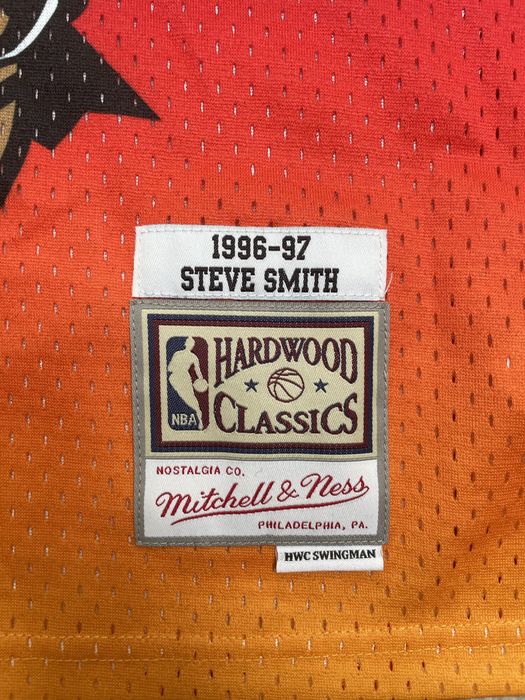 1996-97
STEVE SMITH
HARDWOOD
NBA
CLASSICS
NOSTALGIA CO.
Mitchell & Ness
PHILADELPHIA, PA.
HWC SWINGMAN